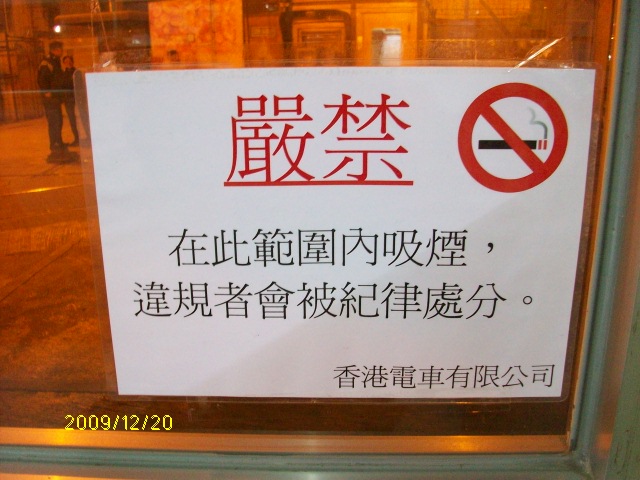 嚴禁
在此範圍內吸煙，
違規者會被紀律處分。
香港電車有限公司
2009/12/20